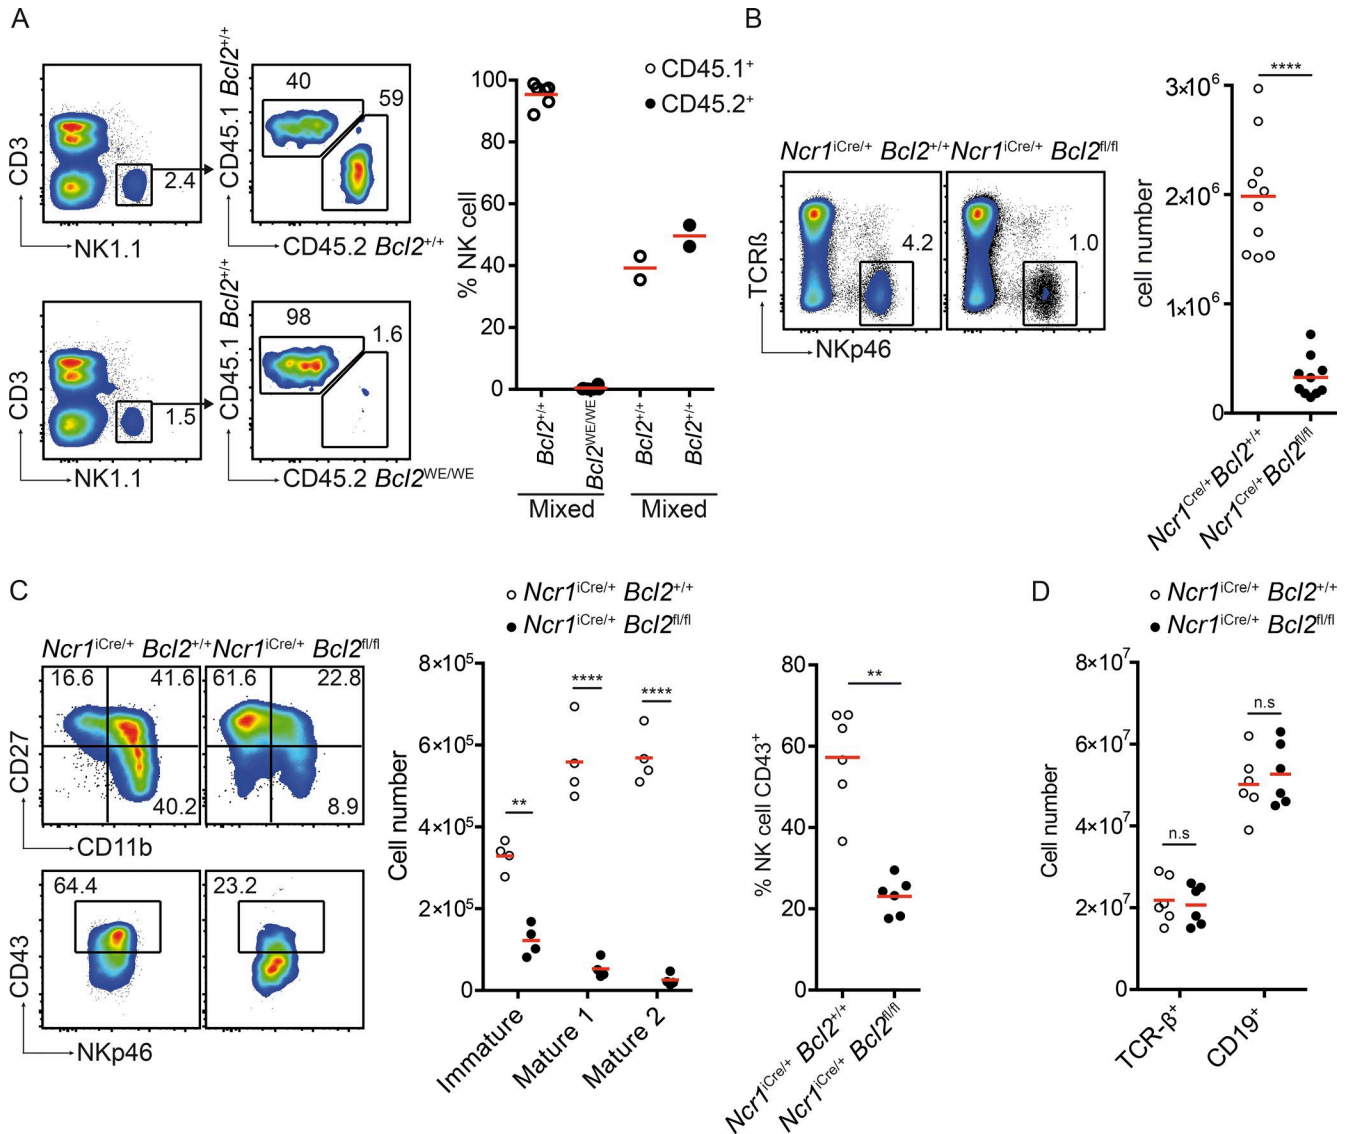 A
CD3
NK1.1
2.4
CD45.1 Bcl2+/+
40
59
CD45.2 Bcl2+/+
CD3
NK1.1
1.5
CD45.1 Bcl2+/+
98
1.6
CD45.2 Bcl2WE/WE
CD45.1+
CD45.2+
% NK cell
100
80
60
40
20
0
Bcl2+/+
Bcl2WE/WE
Bcl2+/+
Bcl2+/+
Mixed
Mixed
B
Ncr1iCre/+ Bcl2+/+
Ncr1iCre/+ Bcl2fl/fl
TCRß
NKp46
4.2
1.0
cell number
3×10⁶
2×10⁶
1×10⁶
0
****
Ncr1Cre/+ Bcl2+/+
Ncr1Cre/+ Bcl2fl/fl
C
Ncr1iCre/+ Bcl2+/+
Ncr1iCre/+ Bcl2fl/fl
16.6
41.6
40.2
61.6
22.8
8.9
CD27
CD11b
64.4
23.2
CD43
NKp46
Ncr1iCre/+ Bcl2+/+
Ncr1iCre/+ Bcl2fl/fl
Cell number
8×10⁵
6×10⁵
4×10⁵
2×10⁵
0
**
****
****
Immature
Mature 1
Mature 2
% NK cell CD43+
80
60
40
20
0
**
Ncr1iCre/+ Bcl2+/+
Ncr1iCre/+ Bcl2fl/fl
D
Ncr1iCre/+ Bcl2+/+
Ncr1iCre/+ Bcl2fl/fl
Cell number
8×10⁷
6×10⁷
4×10⁷
2×10⁷
0
n.s
n.s
TCR-β+
CD19+